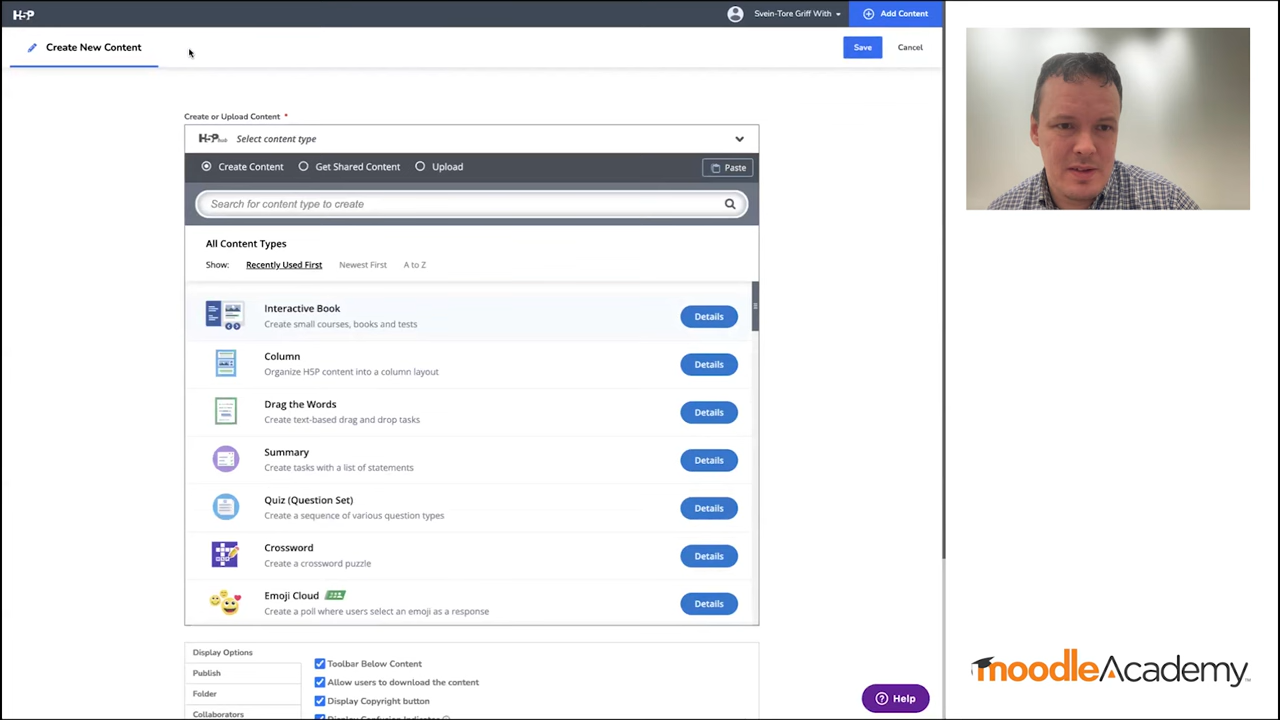 H5P
Svein-Tore Griff With
Add Content
Create New Content
Save
Cancel
Create or Upload Content *
H5P Select content type
Create Content
Get Shared Content
Upload
Paste
Search for content type to create
All Content Types
Show: Recently Used First Newest First A to Z
Interactive Book
Create small courses, books and tests
Details
Column
Organize H5P content into a column layout
Details
Drag the Words
Create text-based drag and drop tasks
Details
Summary
Create tasks with a list of statements
Details
Quiz (Question Set)
Create a sequence of various question types
Details
Crossword
Create a crossword puzzle
Details
Emoji Cloud
Create a poll where users select an emoji as a response
Details
Display Options
Publish
Folder
Collaborators
Toolbar Below Content
Allow users to download the content
Display Copyright button
Display Confusion Indicator
Help
moodleAcademy